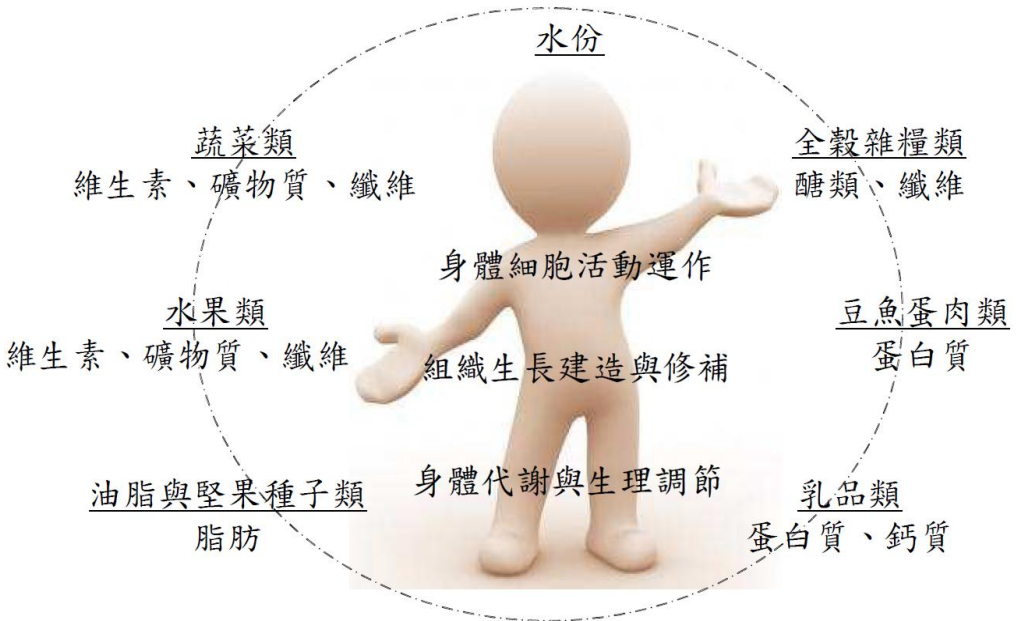 水份
蔬菜類
維生素、礦物質、纖維
全穀雜糧類
醣類、纖維
身體細胞活動運作
水果類
維生素、礦物質、纖維
豆魚蛋肉類
蛋白質
組織生長建造與修補
油脂與堅果種子類
脂肪
身體代謝與生理調節
乳品類
蛋白質、鈣質